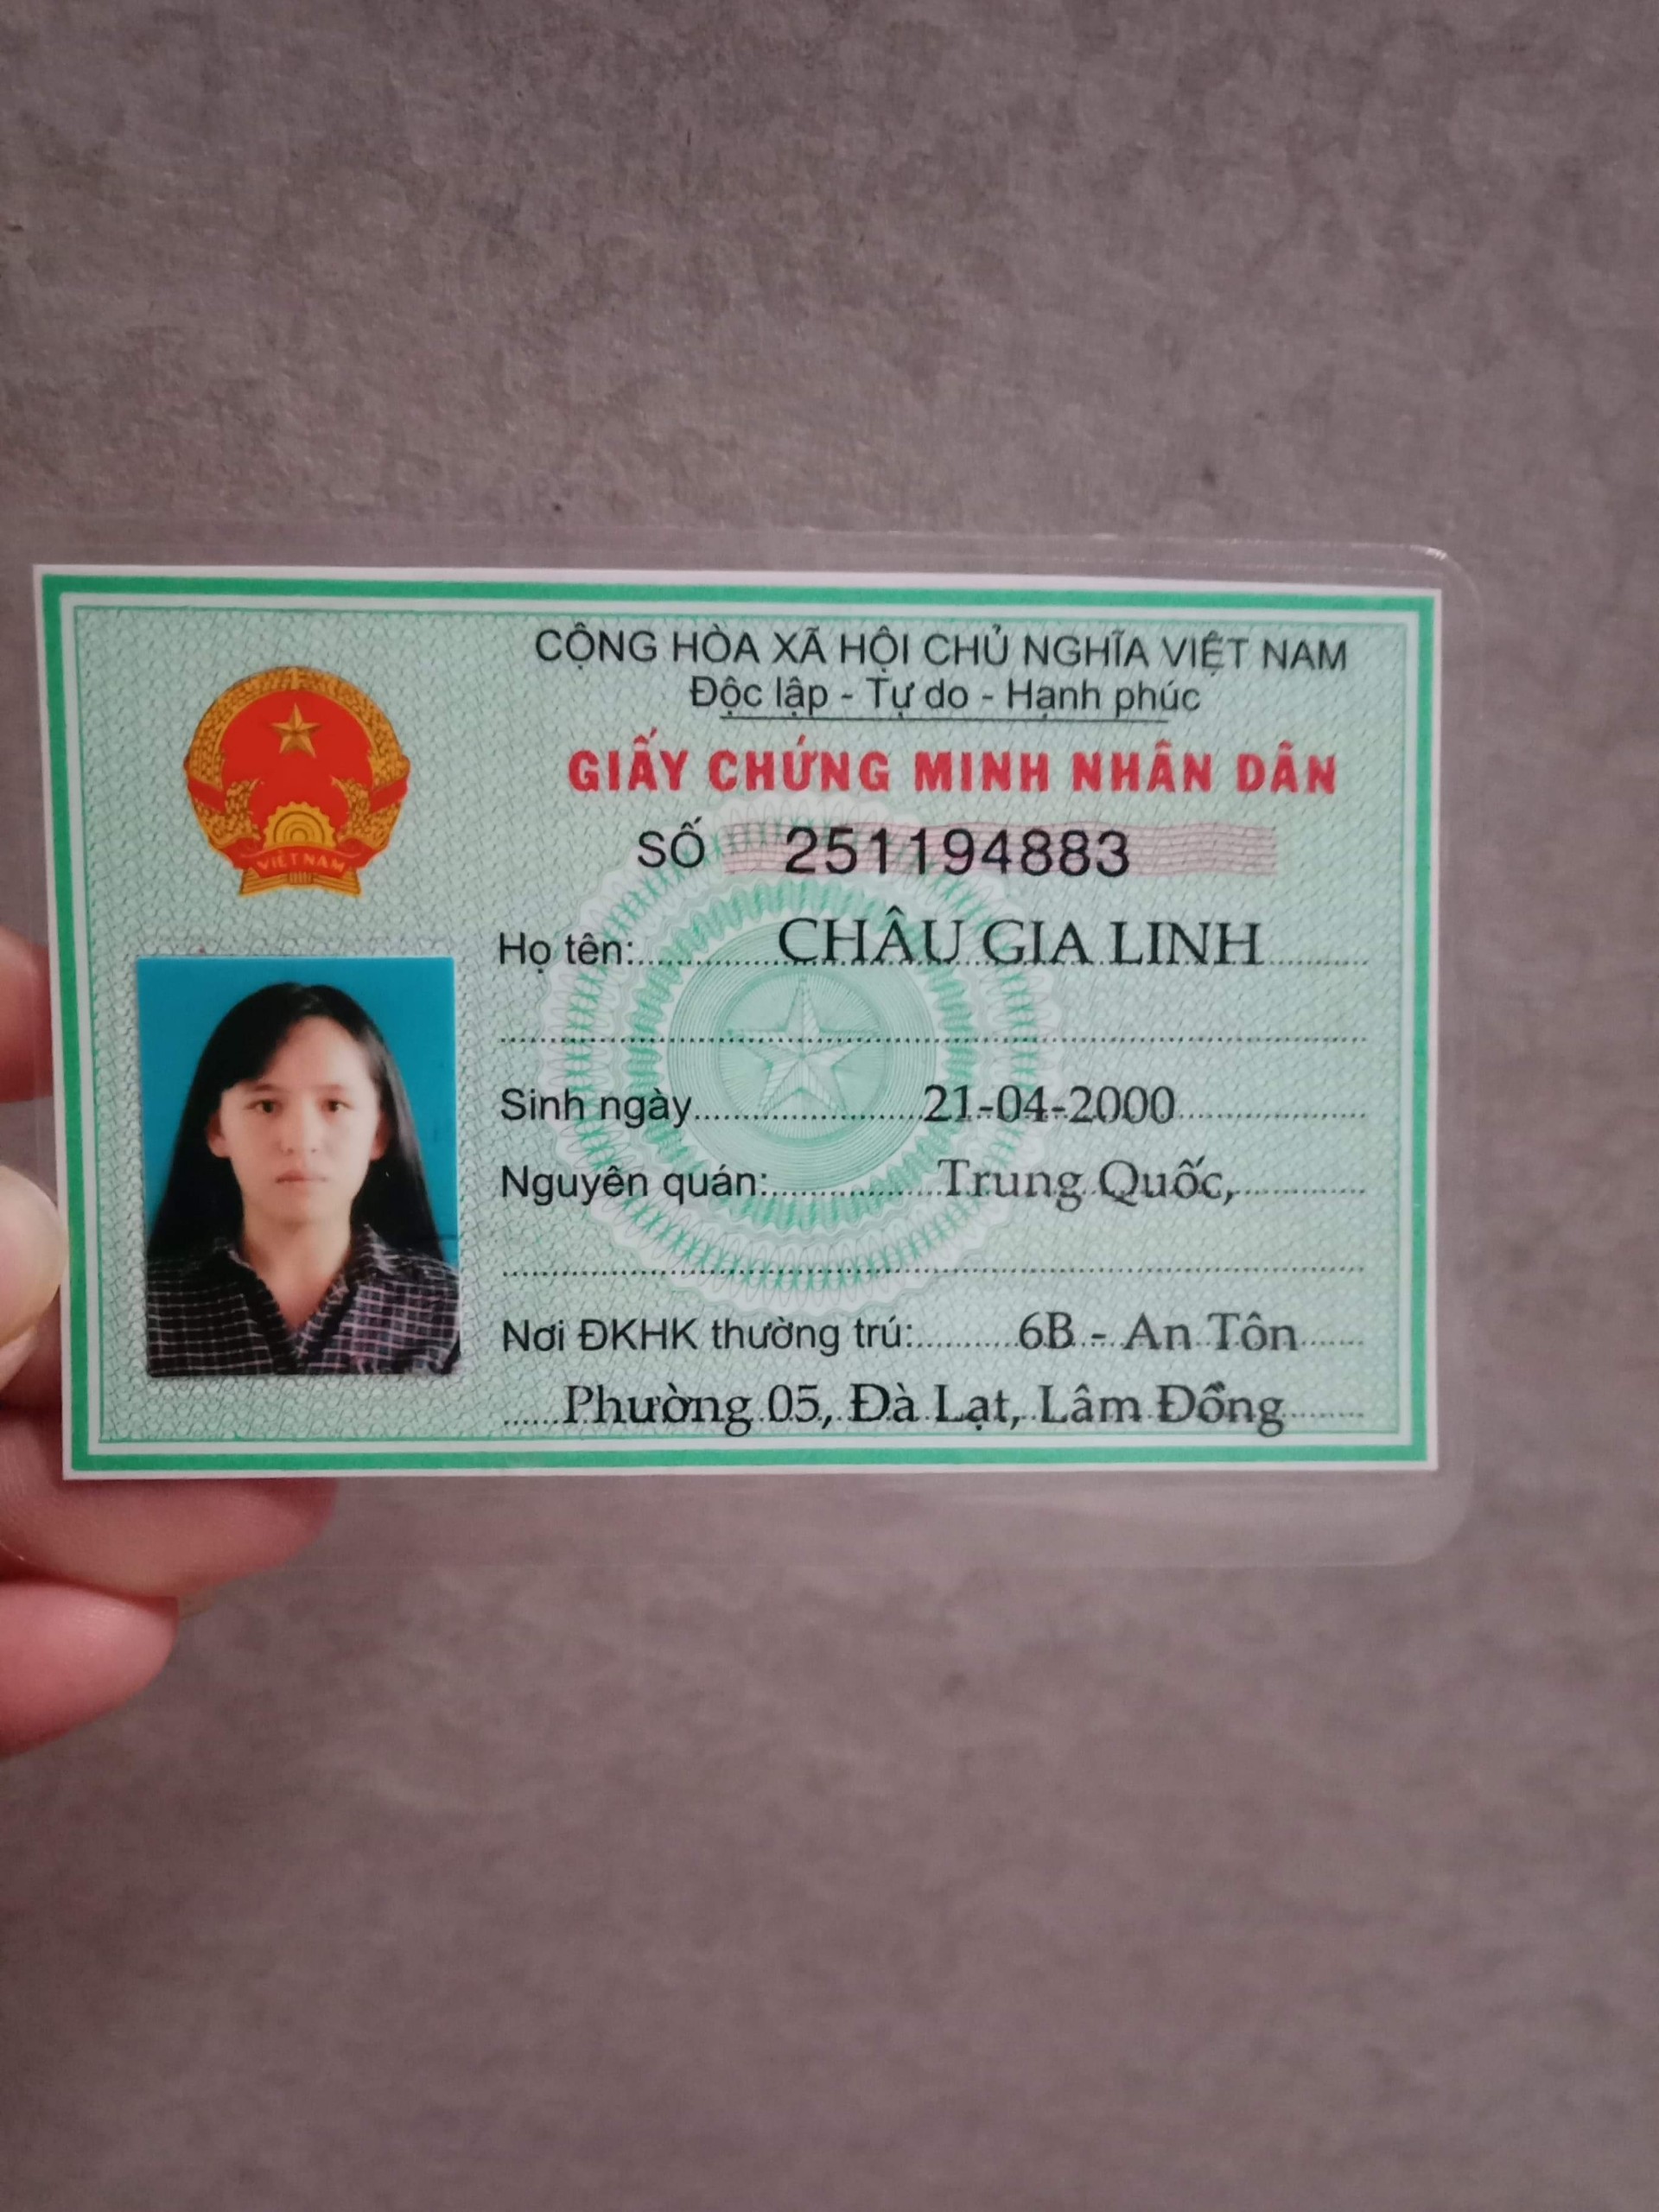 CỘNG HÒA XÃ HỘI CHỦ NGHĨA VIỆT NAM
Độc lập - Tự do - Hạnh phúc
GIẤY CHỨNG MINH NHÂN DÂN
SỐ 251194883
VIỆT NAM
Họ tên: CHÂU GIA LINH
Sinh ngày 21-04-2000
Nguyên quán: Trung Quốc,
Nơi ĐKHK thường trú: 6B - An Tôn
Phường 05, Đà Lạt, Lâm Đồng